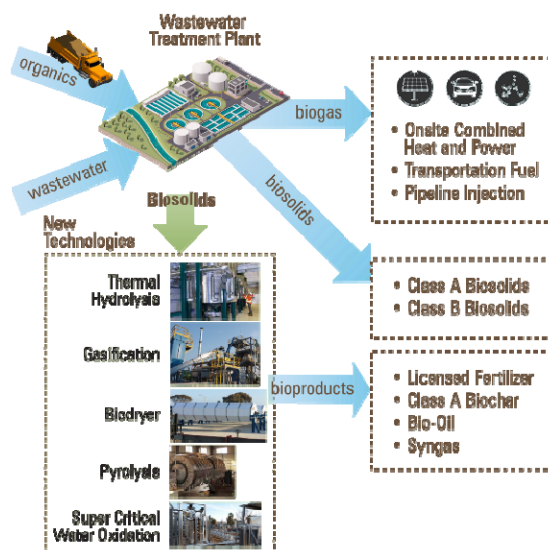 Wastewater
Treatment Plant
organics
wastewater
biogas
• Onsite Combined
Heat and Power
• Transportation Fuel
• Pipeline Injection
biosolids
Biosolids
New
Technologies
• Class A Biosolids
• Class B Biosolids
Thermal
Hydrolysis
Gasification
Biodryer
Pyrolysis
Super Critical
Water Oxidation
bioproducts
• Licensed Fertilizer
• Class A Biochar
• Bio-Oil
• Syngas